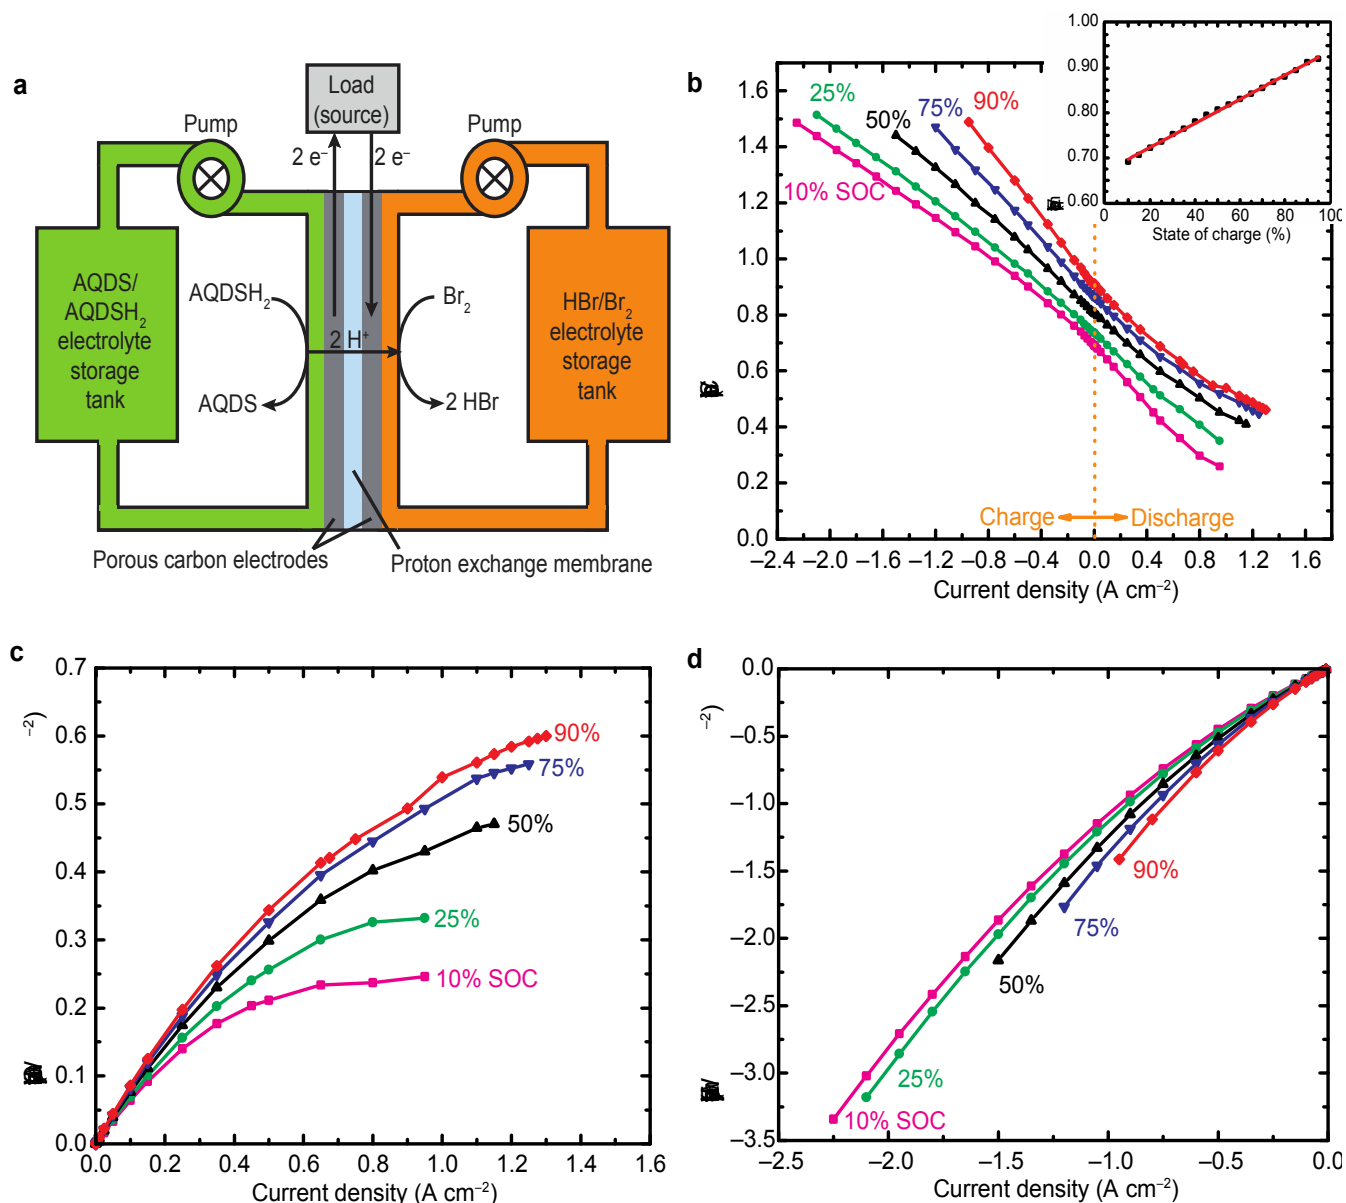 a
Load
(source)
Pump
Pump
2 e–
2 e–
AQDS/
AQDSH2
electrolyte
storage
tank
AQDSH2
Br2
HBr/Br2
electrolyte
storage
tank
2 H+
AQDS
2 HBr
Porous carbon electrodes
Proton exchange membrane
b
1.6
1.4
1.2
1.0
0.8
0.6
0.4
0.2
0.0
25%
50%
75%
90%
10% SOC
Charge
Discharge
–2.4 –2.0 –1.6 –1.2 –0.8 –0.4 0.0 0.4 0.8 1.2 1.6
Current density (A cm–2)
1.00
0.90
0.80
0.70
0.60
0 20 40 60 80 100
State of charge (%)
c
0.7
0.6
0.5
0.4
0.3
0.2
0.1
0.0
–2)
90%
75%
50%
25%
10% SOC
0.0 0.2 0.4 0.6 0.8 1.0 1.2 1.4 1.6
Current density (A cm–2)
d
0.0
–0.5
–1.0
–1.5
–2.0
–2.5
–3.0
–3.5
–2)
90%
75%
50%
25%
10% SOC
–2.5 –2.0 –1.5 –1.0 –0.5 0.0
Current density (A cm–2)